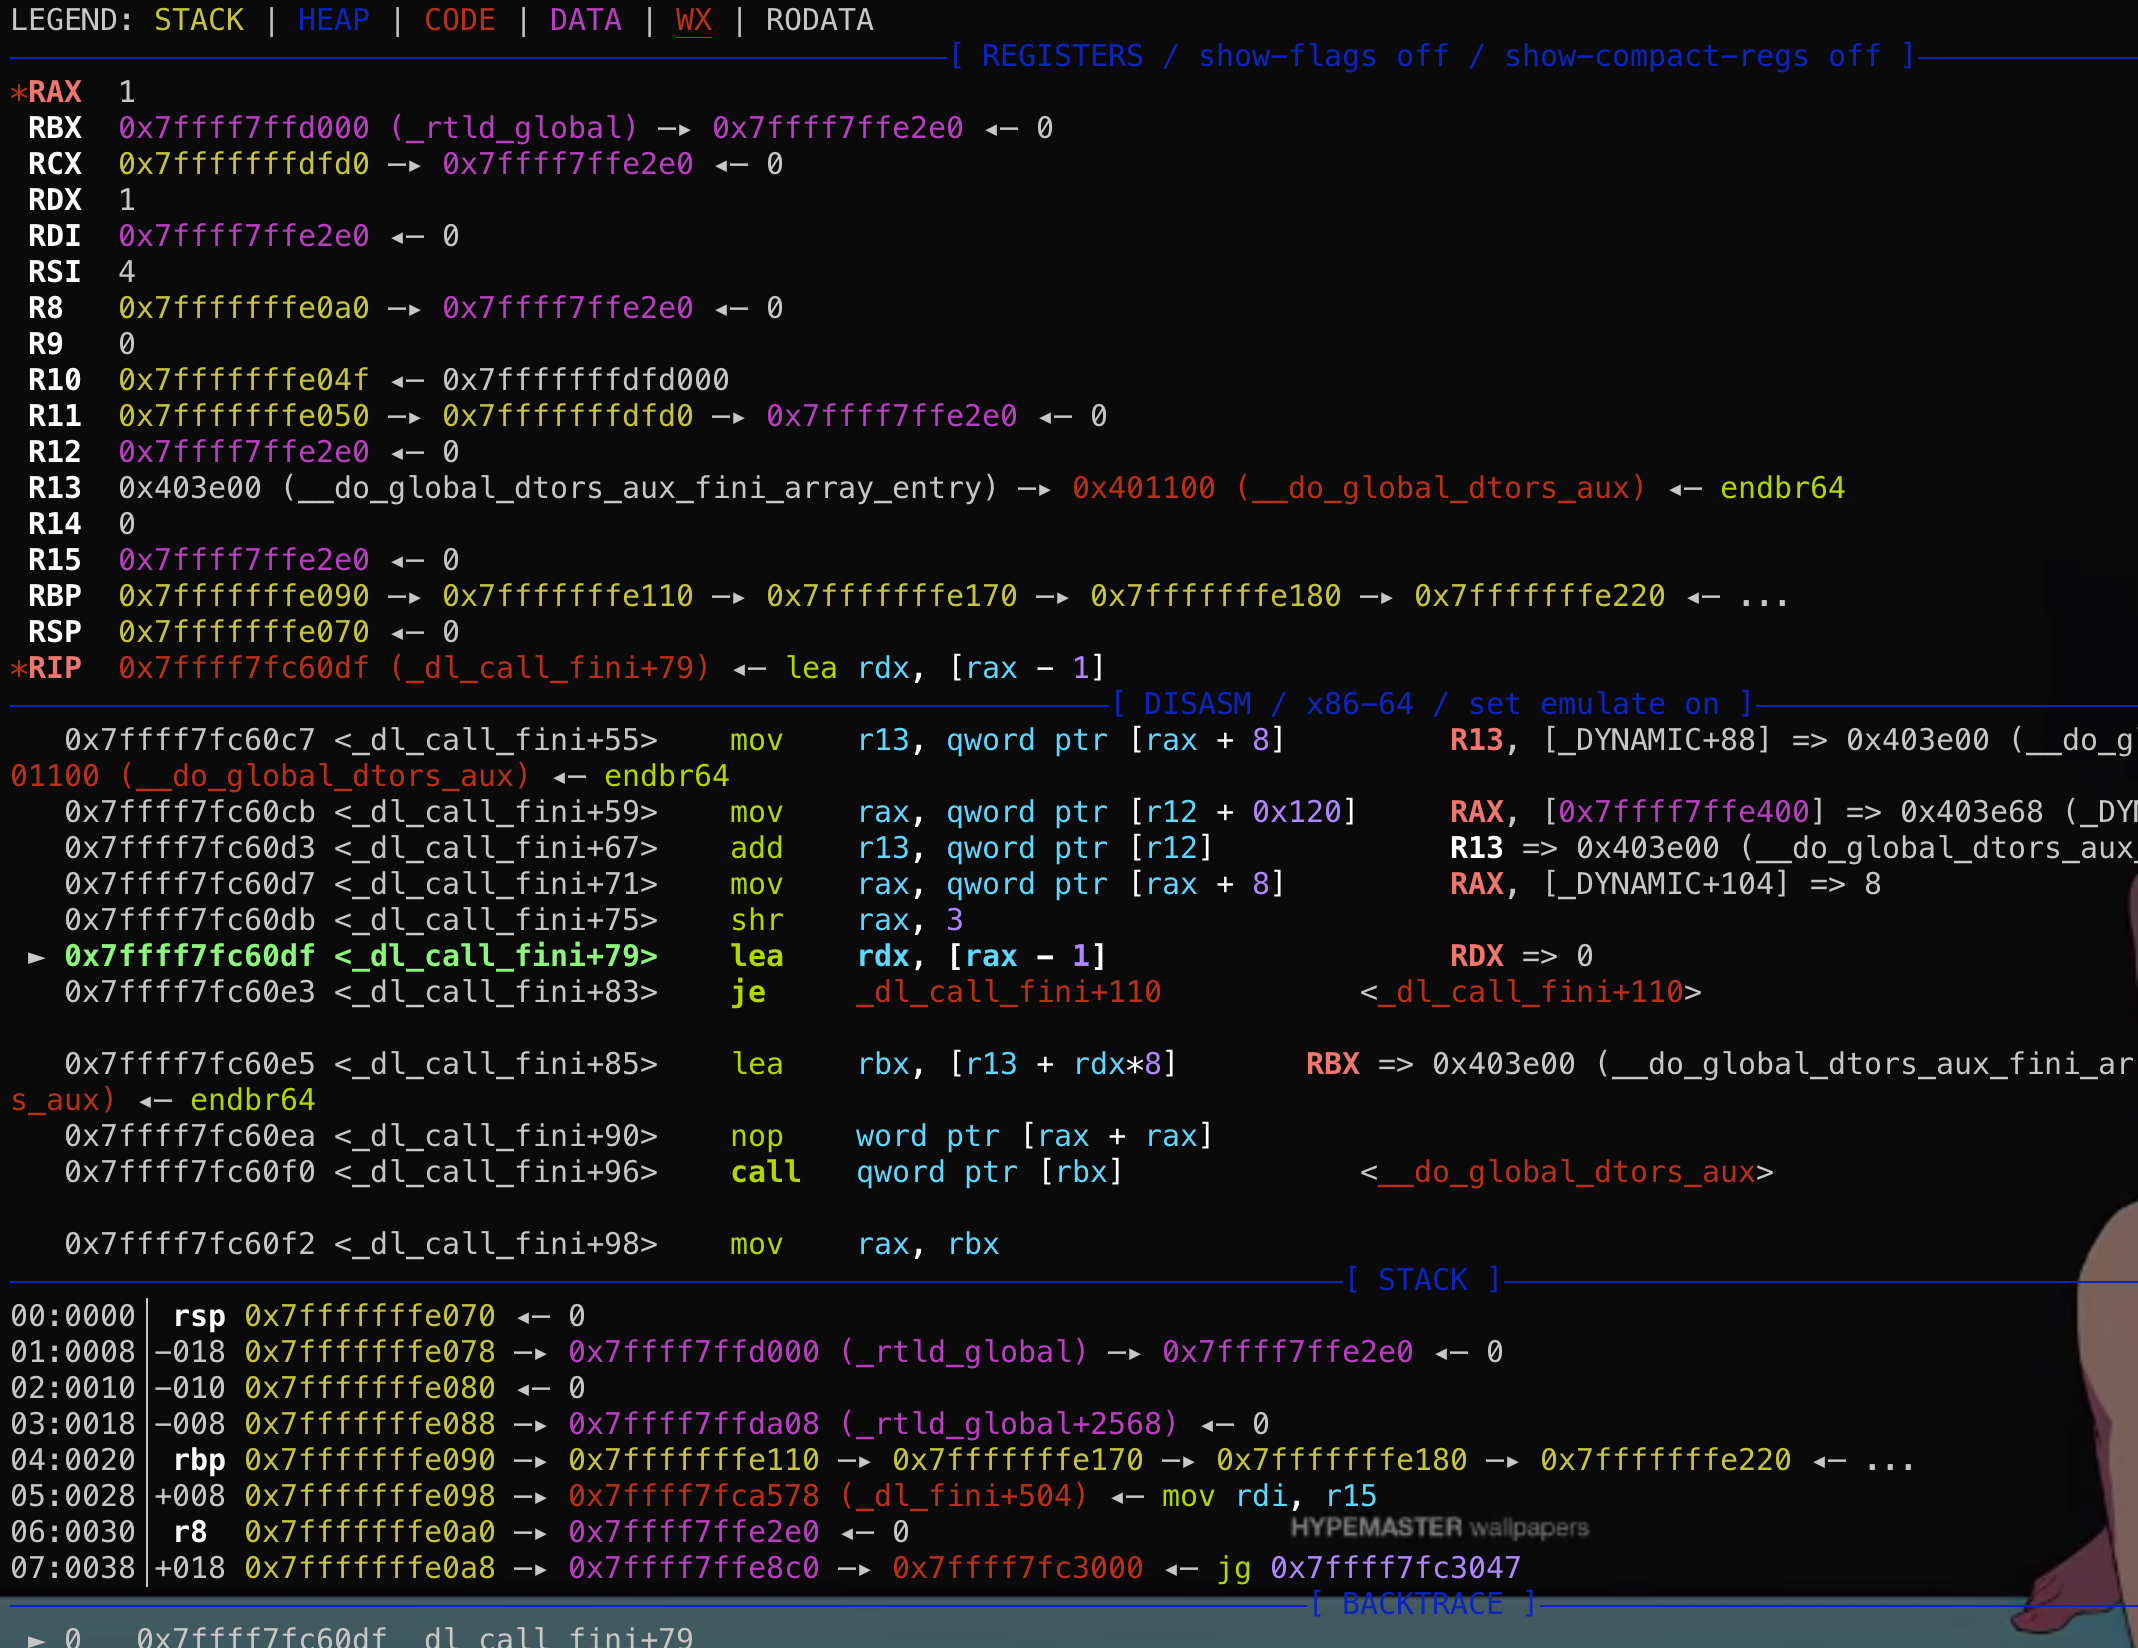 LEGEND: STACK | HEAP | CODE | DATA | WX | RODATA
[ REGISTERS / show-flags off / show-compact-regs off ]
*RAX  1
 RBX  0x7ffff7ffd000 (_rtld_global) —▸ 0x7ffff7ffe2e0 ◂— 0
 RCX  0x7fffffffdfd0 —▸ 0x7ffff7ffe2e0 ◂— 0
 RDX  1
 RDI  0x7ffff7ffe2e0 ◂— 0
 RSI  4
 R8   0x7fffffffe0a0 —▸ 0x7ffff7ffe2e0 ◂— 0
 R9   0
 R10  0x7fffffffe04f ◂— 0x7fffffffdfd000
 R11  0x7fffffffe050 —▸ 0x7fffffffdfd0 —▸ 0x7ffff7ffe2e0 ◂— 0
 R12  0x7ffff7ffe2e0 ◂— 0
 R13  0x403e00 (__do_global_dtors_aux_fini_array_entry) —▸ 0x401100 (__do_global_dtors_aux) ◂— endbr64
 R14  0
 R15  0x7ffff7ffe2e0 ◂— 0
 RBP  0x7fffffffe090 —▸ 0x7fffffffe110 —▸ 0x7fffffffe170 —▸ 0x7fffffffe180 —▸ 0x7fffffffe220 ◂— ...
 RSP  0x7fffffffe070 ◂— 0
*RIP  0x7ffff7fc60df (_dl_call_fini+79) ◂— lea rdx, [rax - 1]
[ DISASM / x86-64 / set emulate on ]
   0x7ffff7fc60c7 <_dl_call_fini+55>    mov    r13, qword ptr [rax + 8]         R13, [_DYNAMIC+88] => 0x403e00 (__do_g
01100 (__do_global_dtors_aux) ◂— endbr64
   0x7ffff7fc60cb <_dl_call_fini+59>    mov    rax, qword ptr [r12 + 0x120]     RAX, [0x7ffff7ffe400] => 0x403e68 (_DYN
   0x7ffff7fc60d3 <_dl_call_fini+67>    add    r13, qword ptr [r12]             R13 => 0x403e00 (__do_global_dtors_aux_
   0x7ffff7fc60d7 <_dl_call_fini+71>    mov    rax, qword ptr [rax + 8]         RAX, [_DYNAMIC+104] => 8
   0x7ffff7fc60db <_dl_call_fini+75>    shr    rax, 3
 ► 0x7ffff7fc60df <_dl_call_fini+79>    lea    rdx, [rax - 1]                   RDX => 0
   0x7ffff7fc60e3 <_dl_call_fini+83>    je     _dl_call_fini+110           <_dl_call_fini+110>
   0x7ffff7fc60e5 <_dl_call_fini+85>    lea    rbx, [r13 + rdx*8]       RBX => 0x403e00 (__do_global_dtors_aux_fini_ar
s_aux) ◂— endbr64
   0x7ffff7fc60ea <_dl_call_fini+90>    nop    word ptr [rax + rax]
   0x7ffff7fc60f0 <_dl_call_fini+96>    call   qword ptr [rbx]             <__do_global_dtors_aux>
   0x7ffff7fc60f2 <_dl_call_fini+98>    mov    rax, rbx
[ STACK ]
00:0000│ rsp 0x7fffffffe070 ◂— 0
01:0008│-018 0x7fffffffe078 —▸ 0x7ffff7ffd000 (_rtld_global) —▸ 0x7ffff7ffe2e0 ◂— 0
02:0010│-010 0x7fffffffe080 ◂— 0
03:0018│-008 0x7fffffffe088 —▸ 0x7ffff7ffda08 (_rtld_global+2568) ◂— 0
04:0020│ rbp 0x7fffffffe090 —▸ 0x7fffffffe110 —▸ 0x7fffffffe170 —▸ 0x7fffffffe180 —▸ 0x7fffffffe220 ◂— ...
05:0028│+008 0x7fffffffe098 —▸ 0x7ffff7fca578 (_dl_fini+504) ◂— mov rdi, r15
06:0030│ r8  0x7fffffffe0a0 —▸ 0x7ffff7ffe2e0 ◂— 0
HYPEMASTER wallpapers
07:0038│+018 0x7fffffffe0a8 —▸ 0x7ffff7ffe8c0 —▸ 0x7ffff7fc3000 ◂— jg 0x7ffff7fc3047
[ BACKTRACE ]
 ► 0   0x7ffff7fc60df _dl_call_fini+79